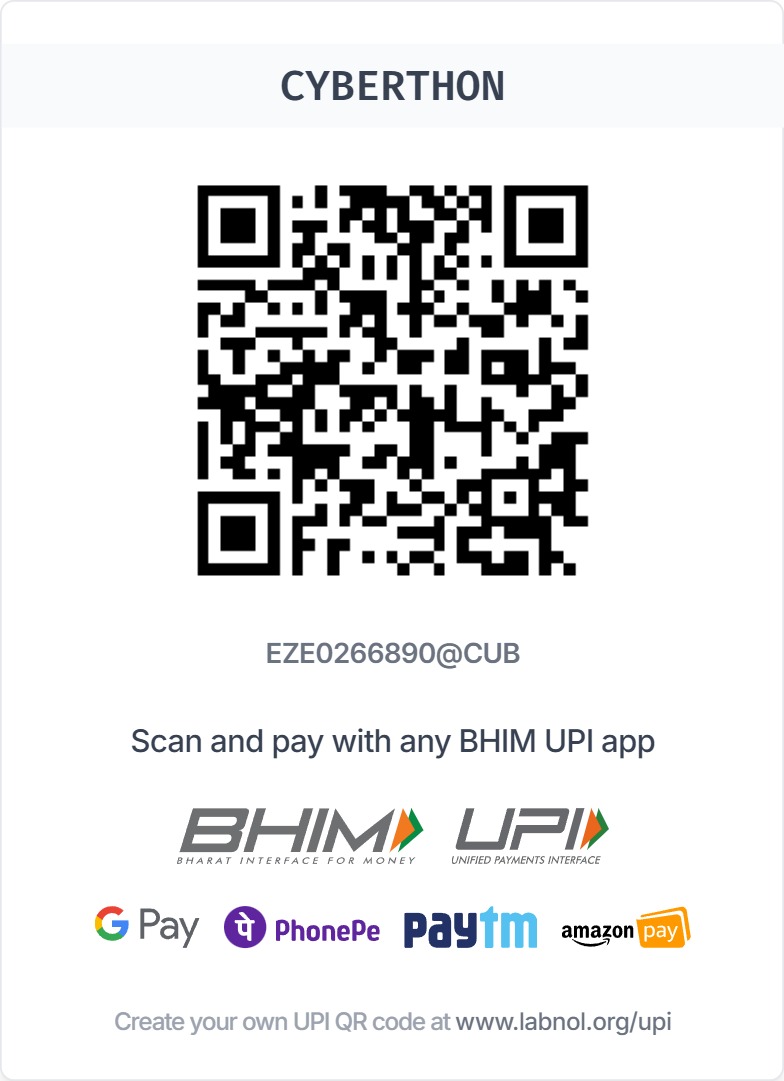 CYBERTHON
EZE0266890@CUB
Scan and pay with any BHIM UPI app
BHIM UPI
BHARAT INTERFACE FOR MONEY UNIFIED PAYMENTS INTERFACE
G Pay पे PhonePe paytm amazon pay
Create your own UPI QR code at www.labnol.org/upi